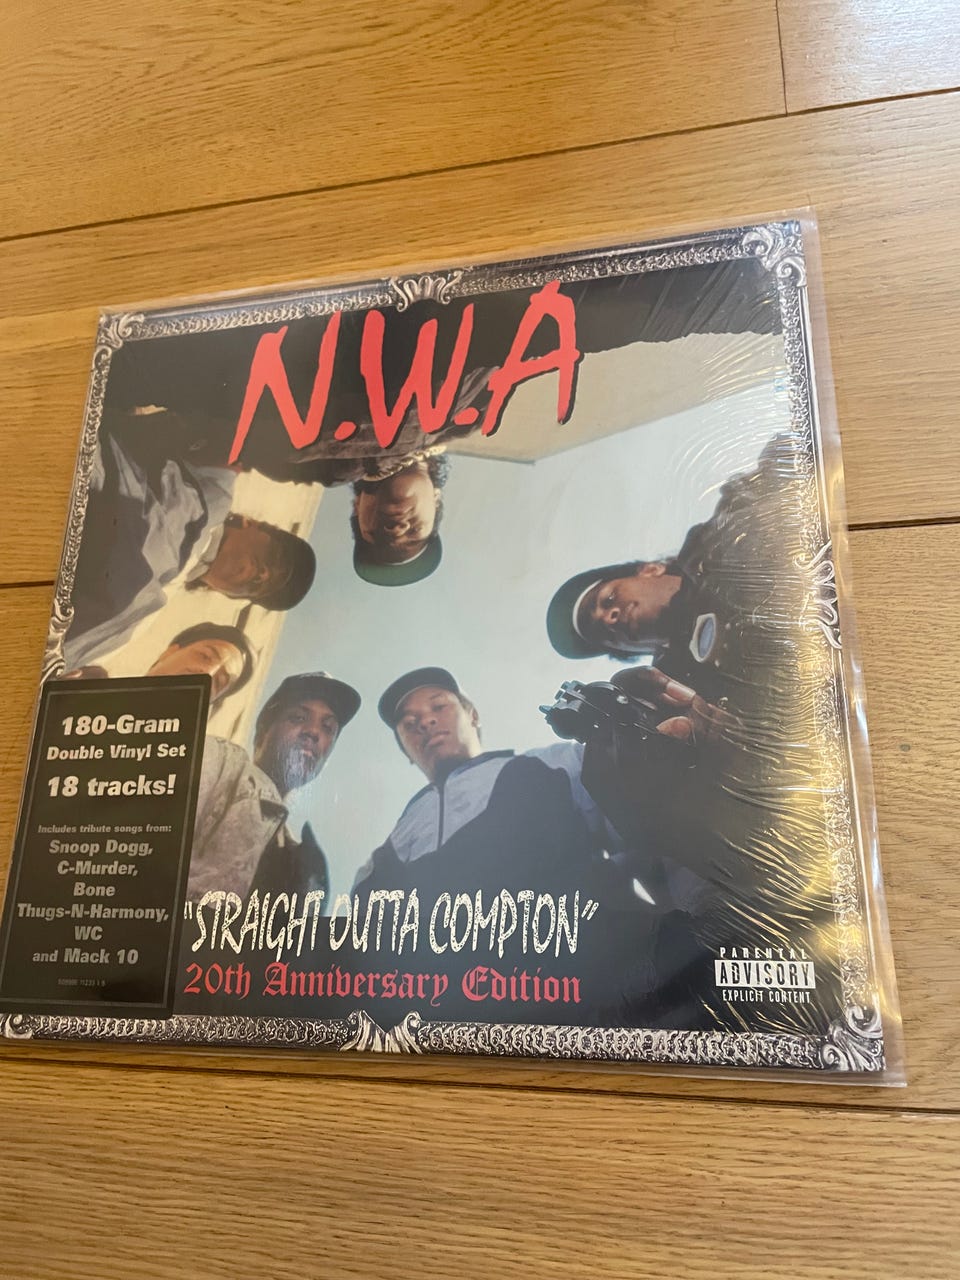 N.W.A
180-Gram
Double Vinyl Set
18 tracks!
Includes tribute songs from:
Snoop Dogg,
C-Murder,
Bone
Thugs-N-Harmony,
WC
and Mack 10
"STRAIGHT OUTTA COMPTON"
20th Anniversary Edition
PARENTAL
ADVISORY
EXPLICIT CONTENT